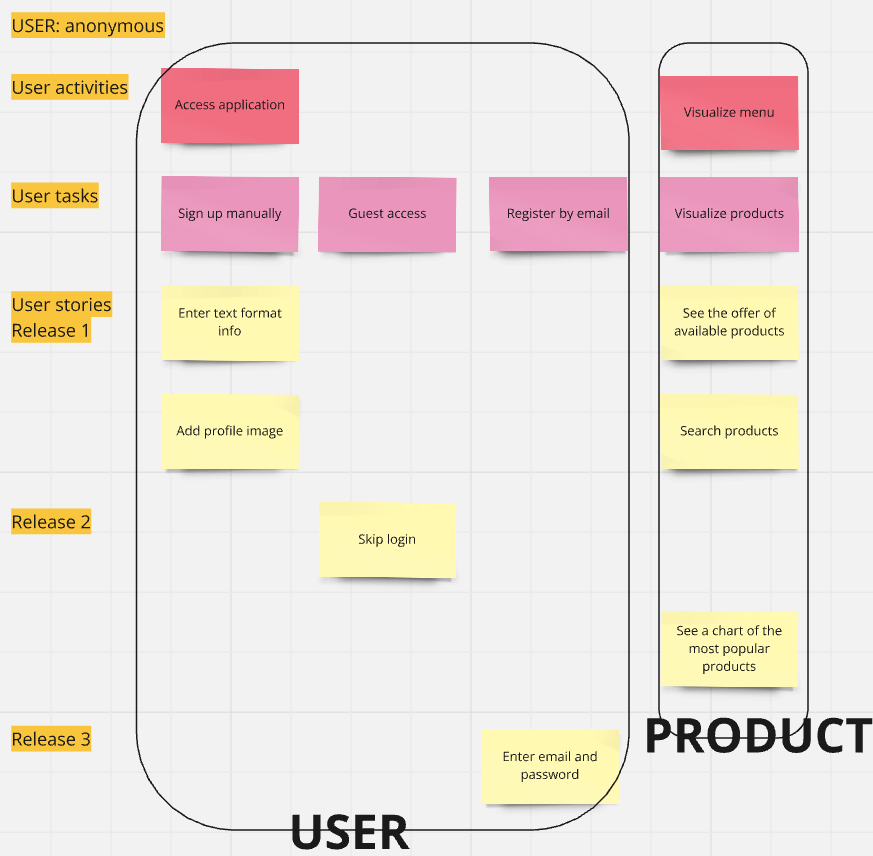 USER: anonymous
User activities
Access application
Visualize menu
User tasks
Sign up manually
Guest access
Register by email
Visualize products
User stories
Release 1
Enter text format
info
See the offer of
available products
Add profile image
Search products
Release 2
Skip login
See a chart of the
most popular
products
Release 3
Enter email and
password
PRODUCT
USER